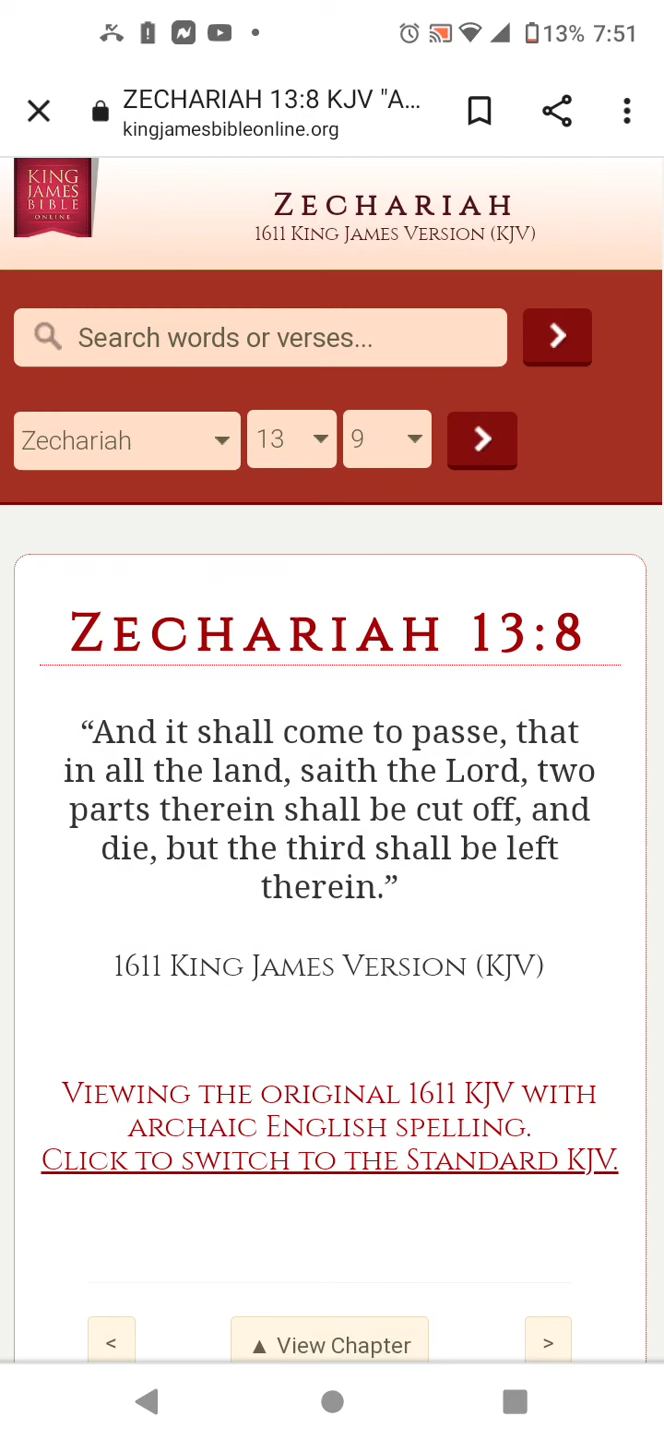 13% 7:51
ZECHARIAH 13:8 KJV "A...
kingjamesbibleonline.org
KING
JAMES
BIBLE
ONLINE
ZECHARIAH
1611 KING JAMES VERSION (KJV)
Search words or verses...
Zechariah 13 9
ZECHARIAH 13:8
“And it shall come to passe, that
in all the land, saith the Lord, two
parts therein shall be cut off, and
die, but the third shall be left
therein.”
1611 KING JAMES VERSION (KJV)
VIEWING THE ORIGINAL 1611 KJV WITH
ARCHAIC ENGLISH SPELLING.
CLICK TO SWITCH TO THE STANDARD KJV.
< ▲ View Chapter >